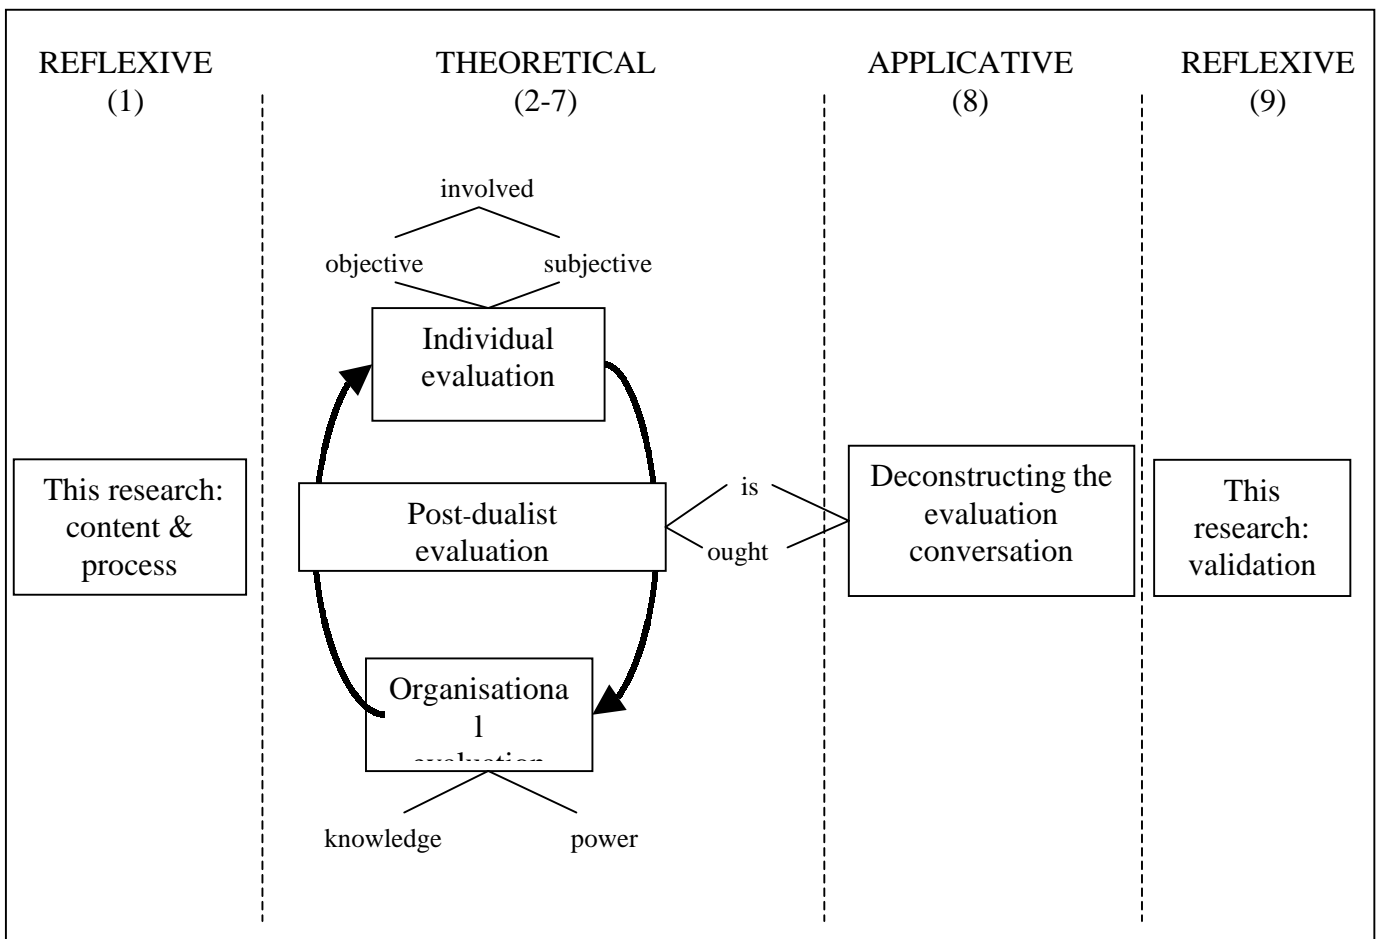 REFLEXIVE
(1)
THEORETICAL
(2-7)
APPLICATIVE
(8)
REFLEXIVE
(9)
involved
objective
subjective
Individual
evaluation
This research:
content &
process
Post-dualist
evaluation
is
ought
Deconstructing the
evaluation
conversation
This
research:
validation
Organisationa
l
evaluation
knowledge
power